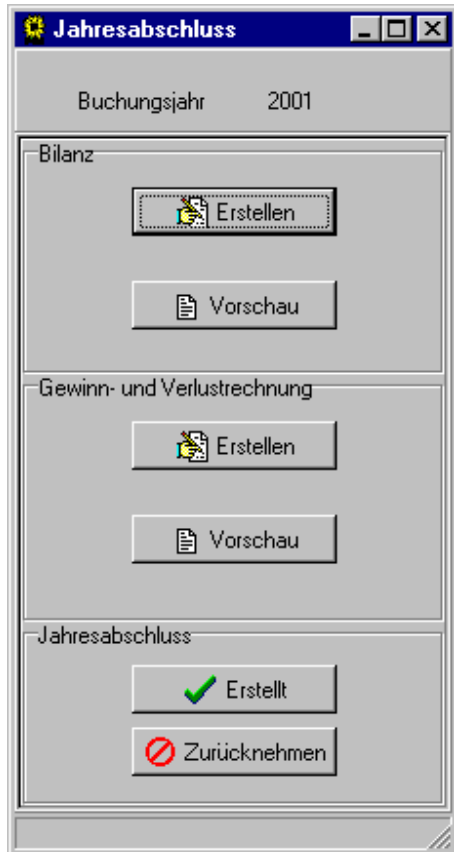 Jahresabschluss
Buchungsjahr 2001
Bilanz
Erstellen
Vorschau
Gewinn- und Verlustrechnung
Erstellen
Vorschau
Jahresabschluss
Erstellt
Zurücknehmen